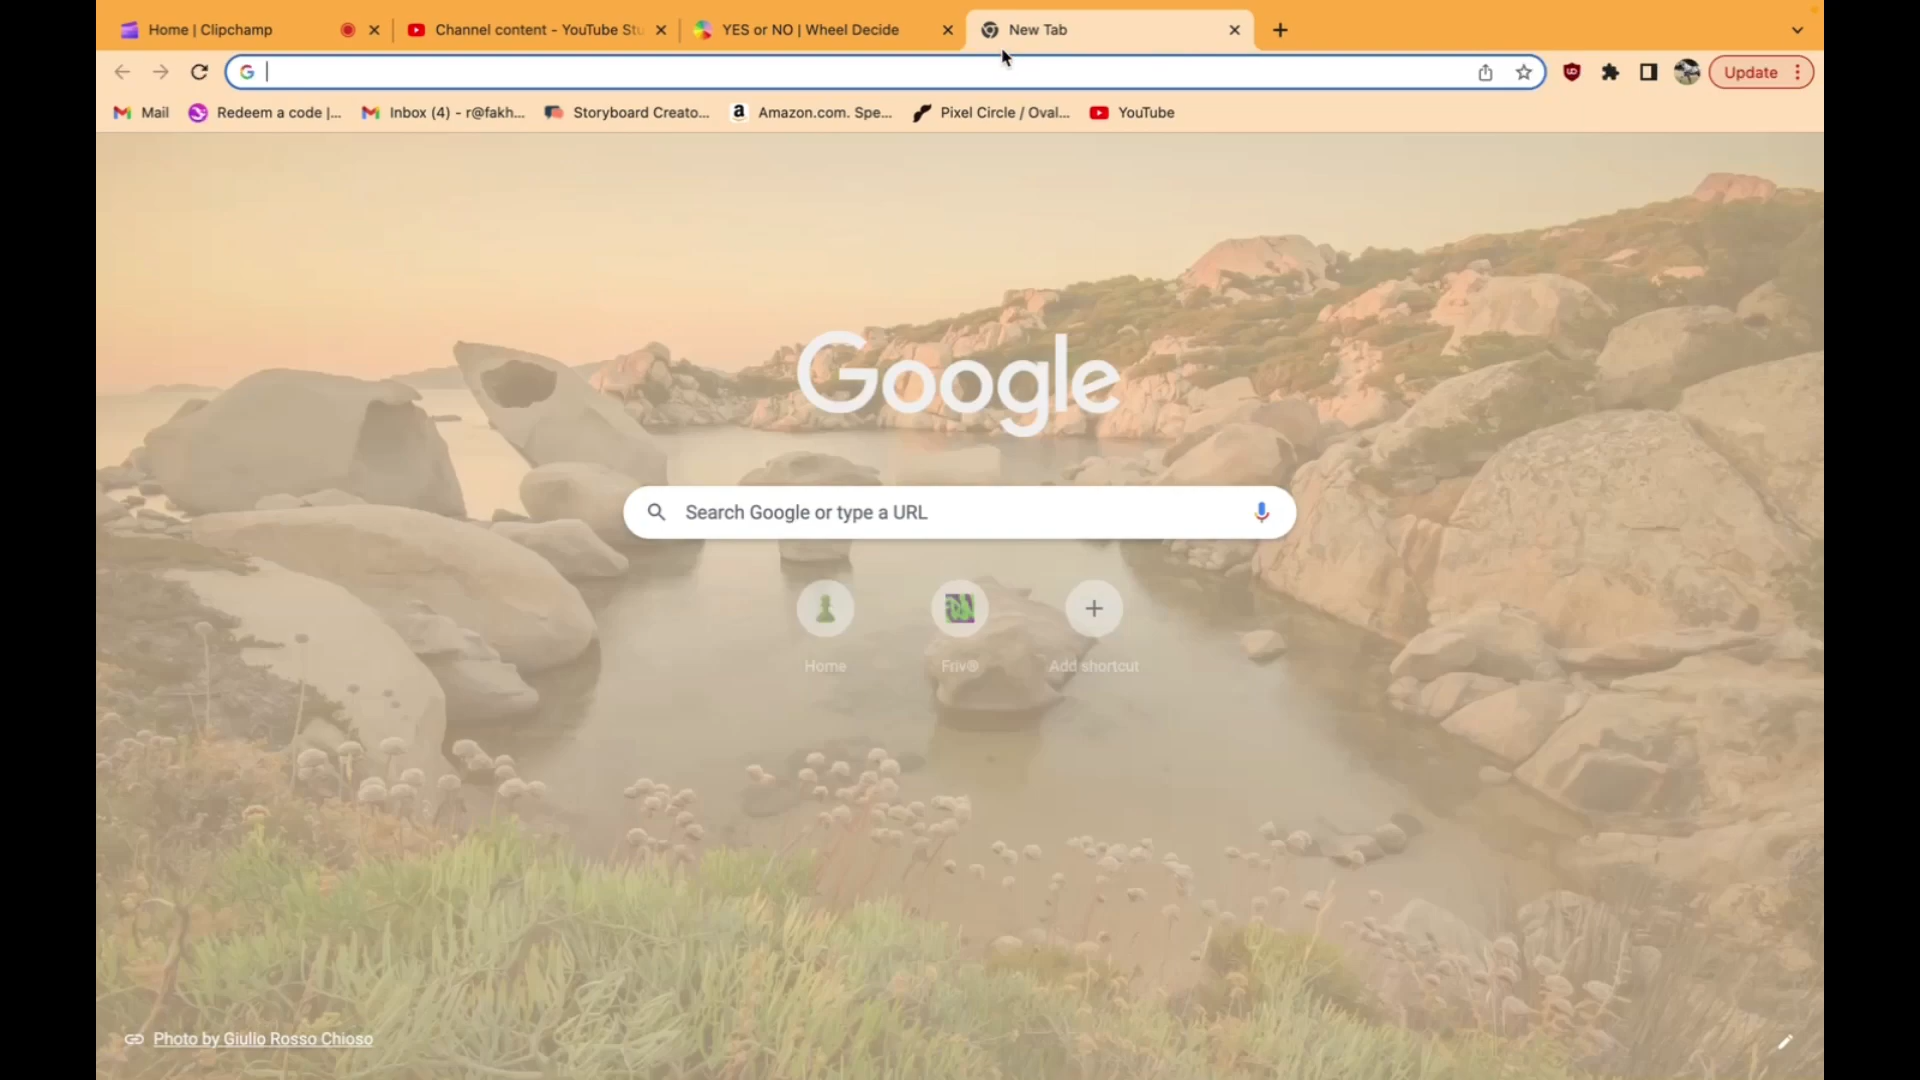 Home | Clipchamp
Channel content - YouTube Stu
YES or NO | Wheel Decide
New Tab
Update
Mail
Redeem a code |...
Inbox (4) - r@fakh...
Storyboard Creato...
Amazon.com. Spe...
Pixel Circle / Oval...
YouTube
Google
Search Google or type a URL
Home
Friv®
Add shortcut
Photo by Giulio Rosso Chioso